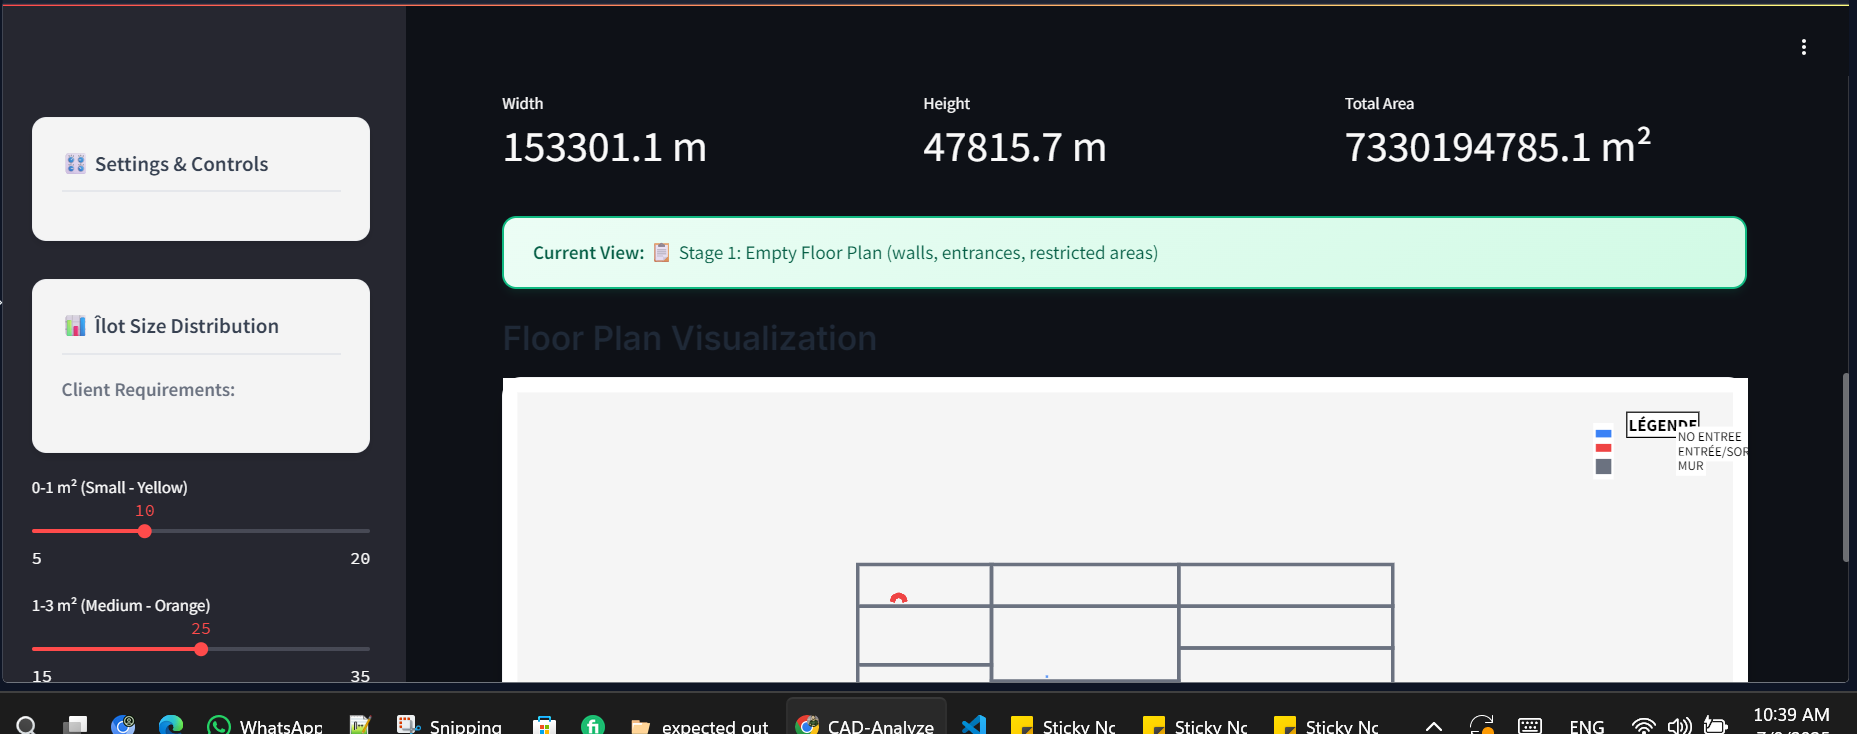 Settings & Controls
Îlot Size Distribution
Client Requirements:
0-1 m² (Small - Yellow)
10
5 20
1-3 m² (Medium - Orange)
25
15 35
Width
153301.1 m
Height
47815.7 m
Total Area
7330194785.1 m²
Current View: 📋 Stage 1: Empty Floor Plan (walls, entrances, restricted areas)
Floor Plan Visualization
LÉGENDE
NO ENTREE
ENTRÉE/SOR
MUR
WhatsApp
Snipping
expected out
CAD-Analyze
Sticky Nc
Sticky Nc
Sticky Nc
ENG
10:39 AM